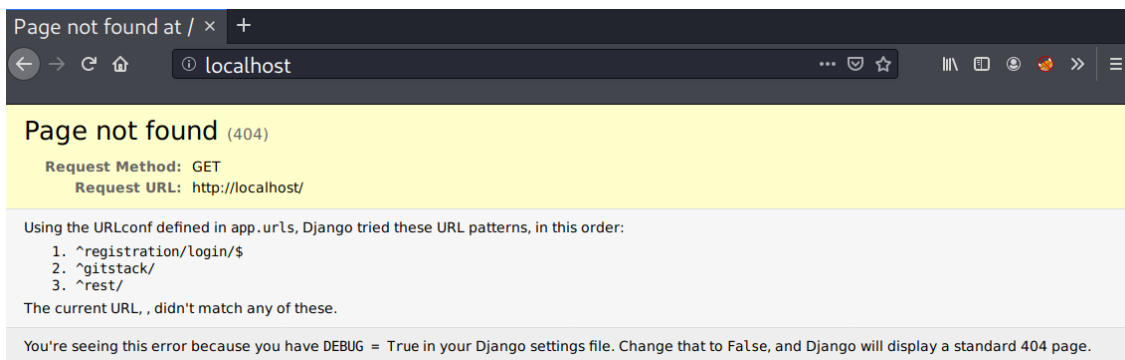 Page not found at /
localhost
Page not found (404)
Request Method: GET
Request URL: http://localhost/
Using the URLconf defined in app.urls, Django tried these URL patterns, in this order:
1. ^registration/login/$
2. ^gitstack/
3. ^rest/
The current URL, , didn't match any of these.
You're seeing this error because you have DEBUG = True in your Django settings file. Change that to False, and Django will display a standard 404 page.